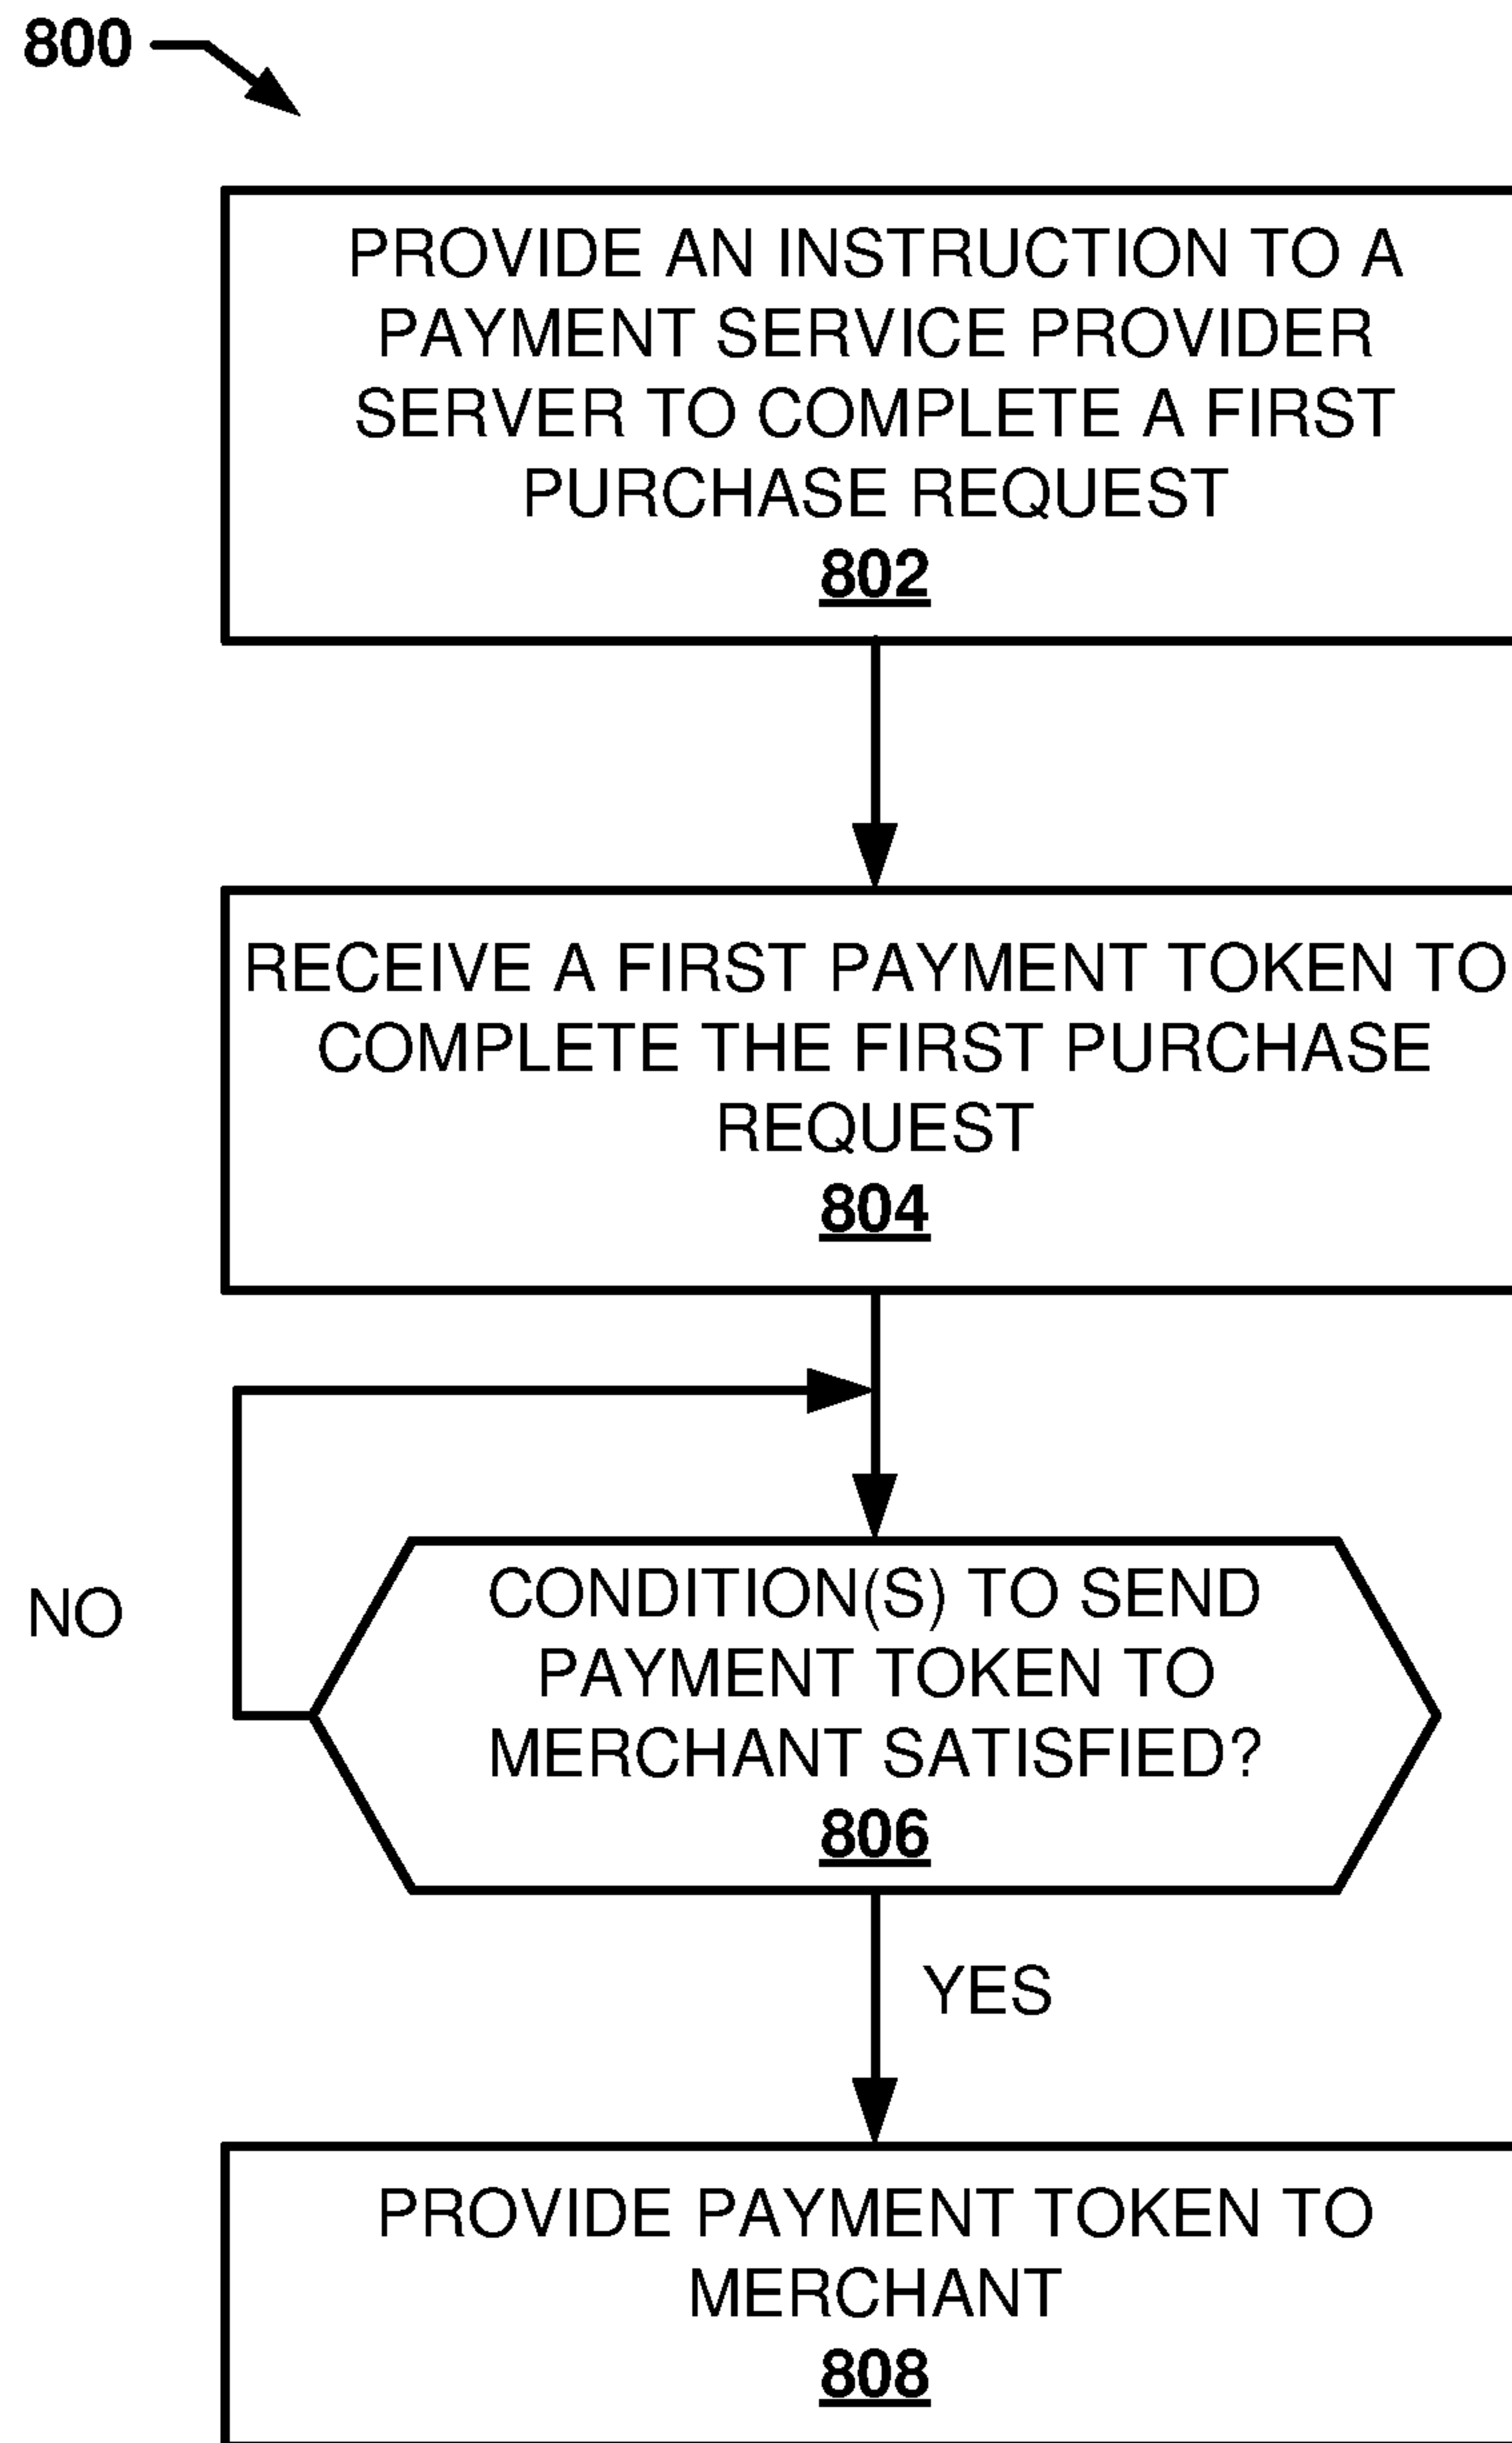 800
PROVIDE AN INSTRUCTION TO A
PAYMENT SERVICE PROVIDER
SERVER TO COMPLETE A FIRST
PURCHASE REQUEST
802
RECEIVE A FIRST PAYMENT TOKEN TO
COMPLETE THE FIRST PURCHASE
REQUEST
804
NO
CONDITION(S) TO SEND
PAYMENT TOKEN TO
MERCHANT SATISFIED?
806
YES
PROVIDE PAYMENT TOKEN TO
MERCHANT
808